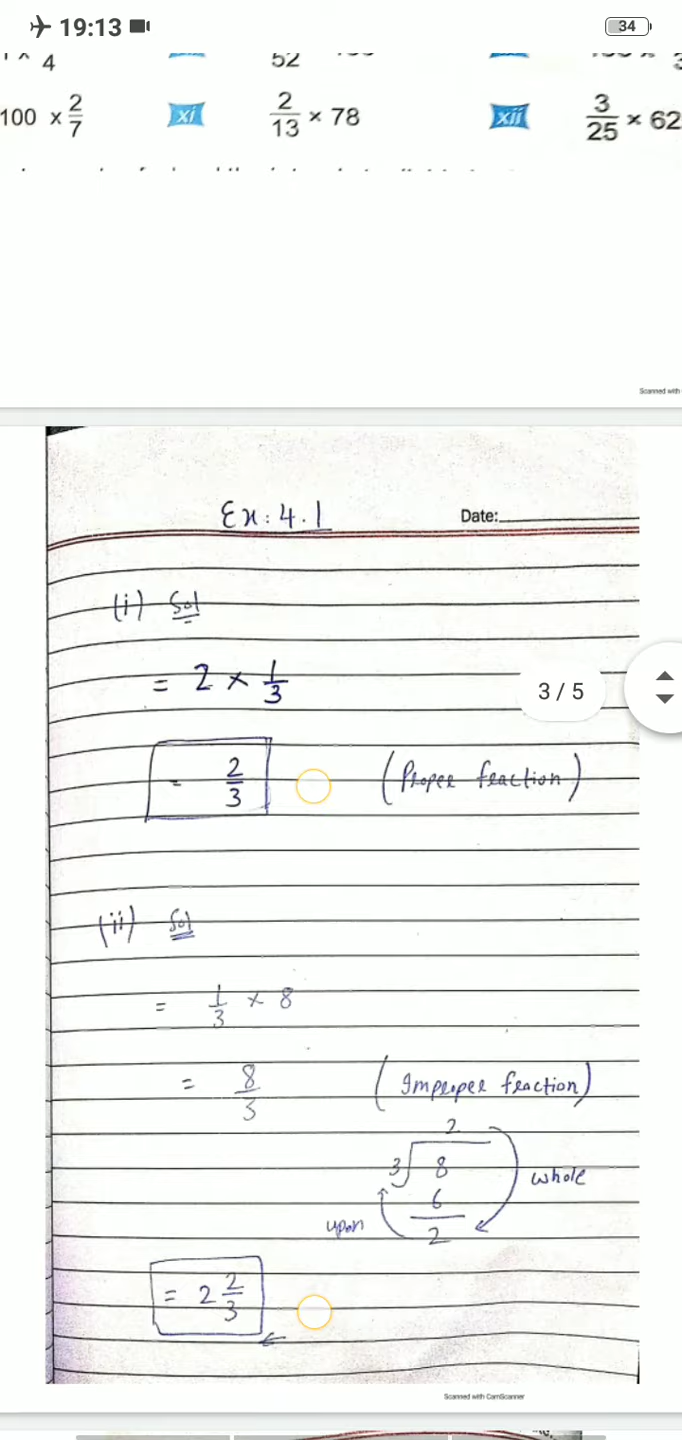 19:13
34
4
52
100 × 2/7
xi
2/13 × 78
xii
3/25 × 62
Scanned with
Ex: 4.1
Date:
(i) Sol
= 2 × 1/3
= 2/3 (Proper fraction)
3 / 5
(ii) Sol
= 1/3 × 8
= 8/3 (Improper fraction)
2
3 8
whole
6
upon
2
= 2 2/3
Scanned with CamScanner